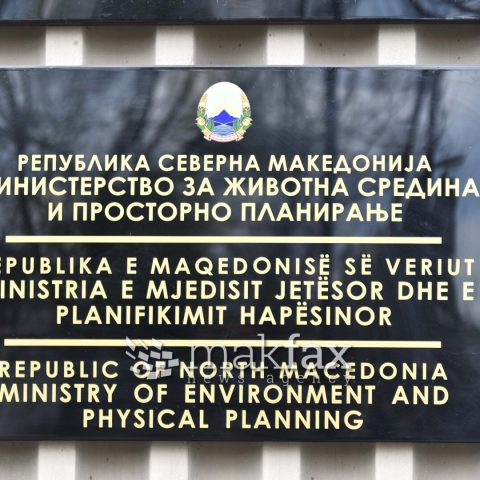 РЕПУБЛИКА СЕВЕРНА МАКЕДОНИЈА
ИНИСТЕРСТВО ЗА ЖИВОТНА СРЕДИНА
И ПРОСТОРНО ПЛАНИРАЊЕ
EPUBLIKA E MAQEDONISË SË VERIUT
INISTRIA E MJEDISIT JETËSOR DHE E
PLANIFIKIMIT HAPËSINOR
makfax
news agency
REPUBLIC OF NORTH MACEDONIA
MINISTRY OF ENVIRONMENT AND
PHYSICAL PLANNING